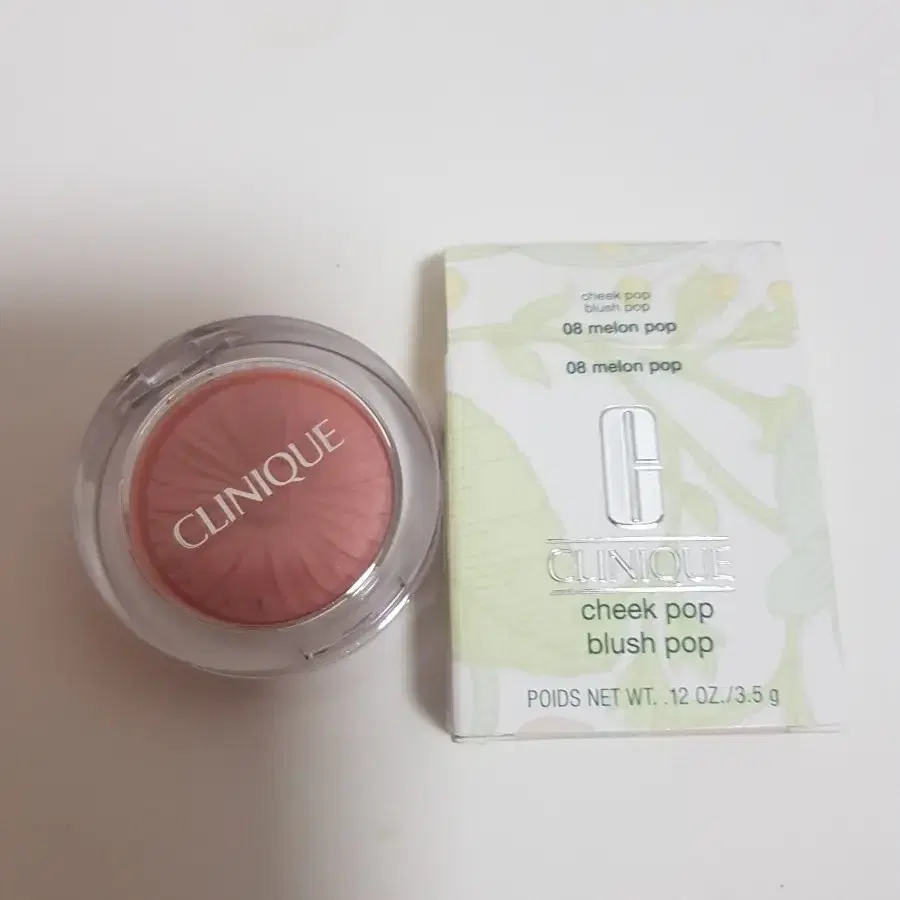 CLINIQUE
cheek pop
blush pop
08 melon pop
08 melon pop
CLINIQUE
cheek pop
blush pop
POIDS NET WT. .12 OZ./3.5 g